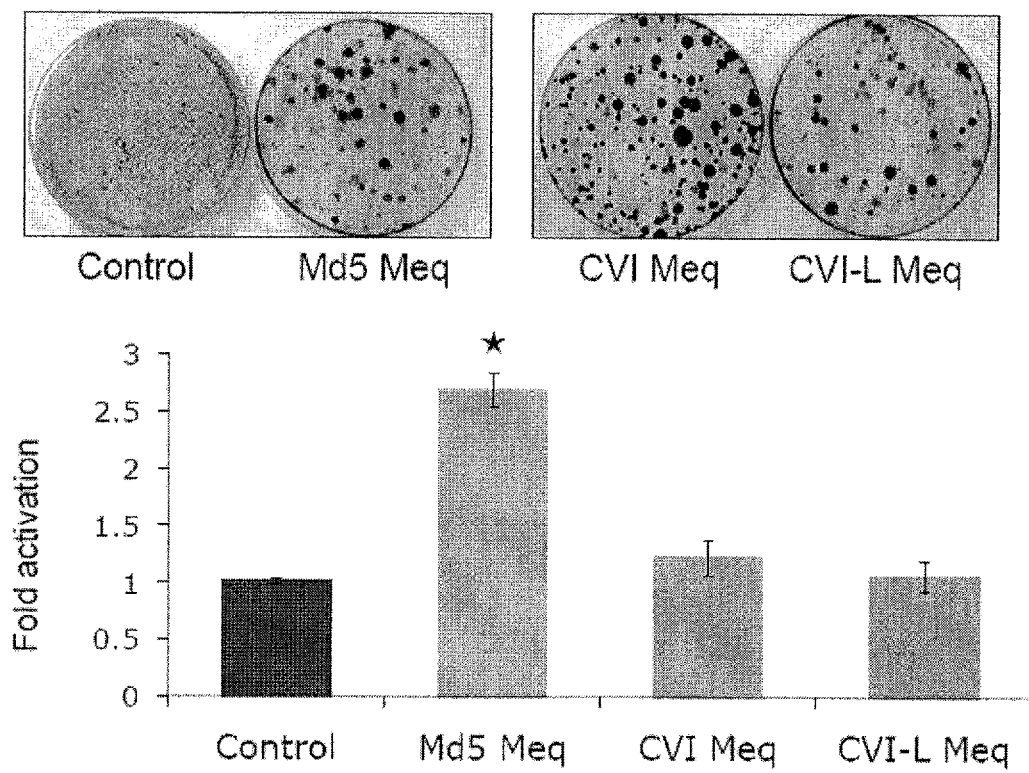 Control Md5 Meq CVI Meq CVI-L Meq
★
3
2.5
2
1.5
1
0.5
0
Fold activation
Control Md5 Meq CVI Meq CVI-L Meq